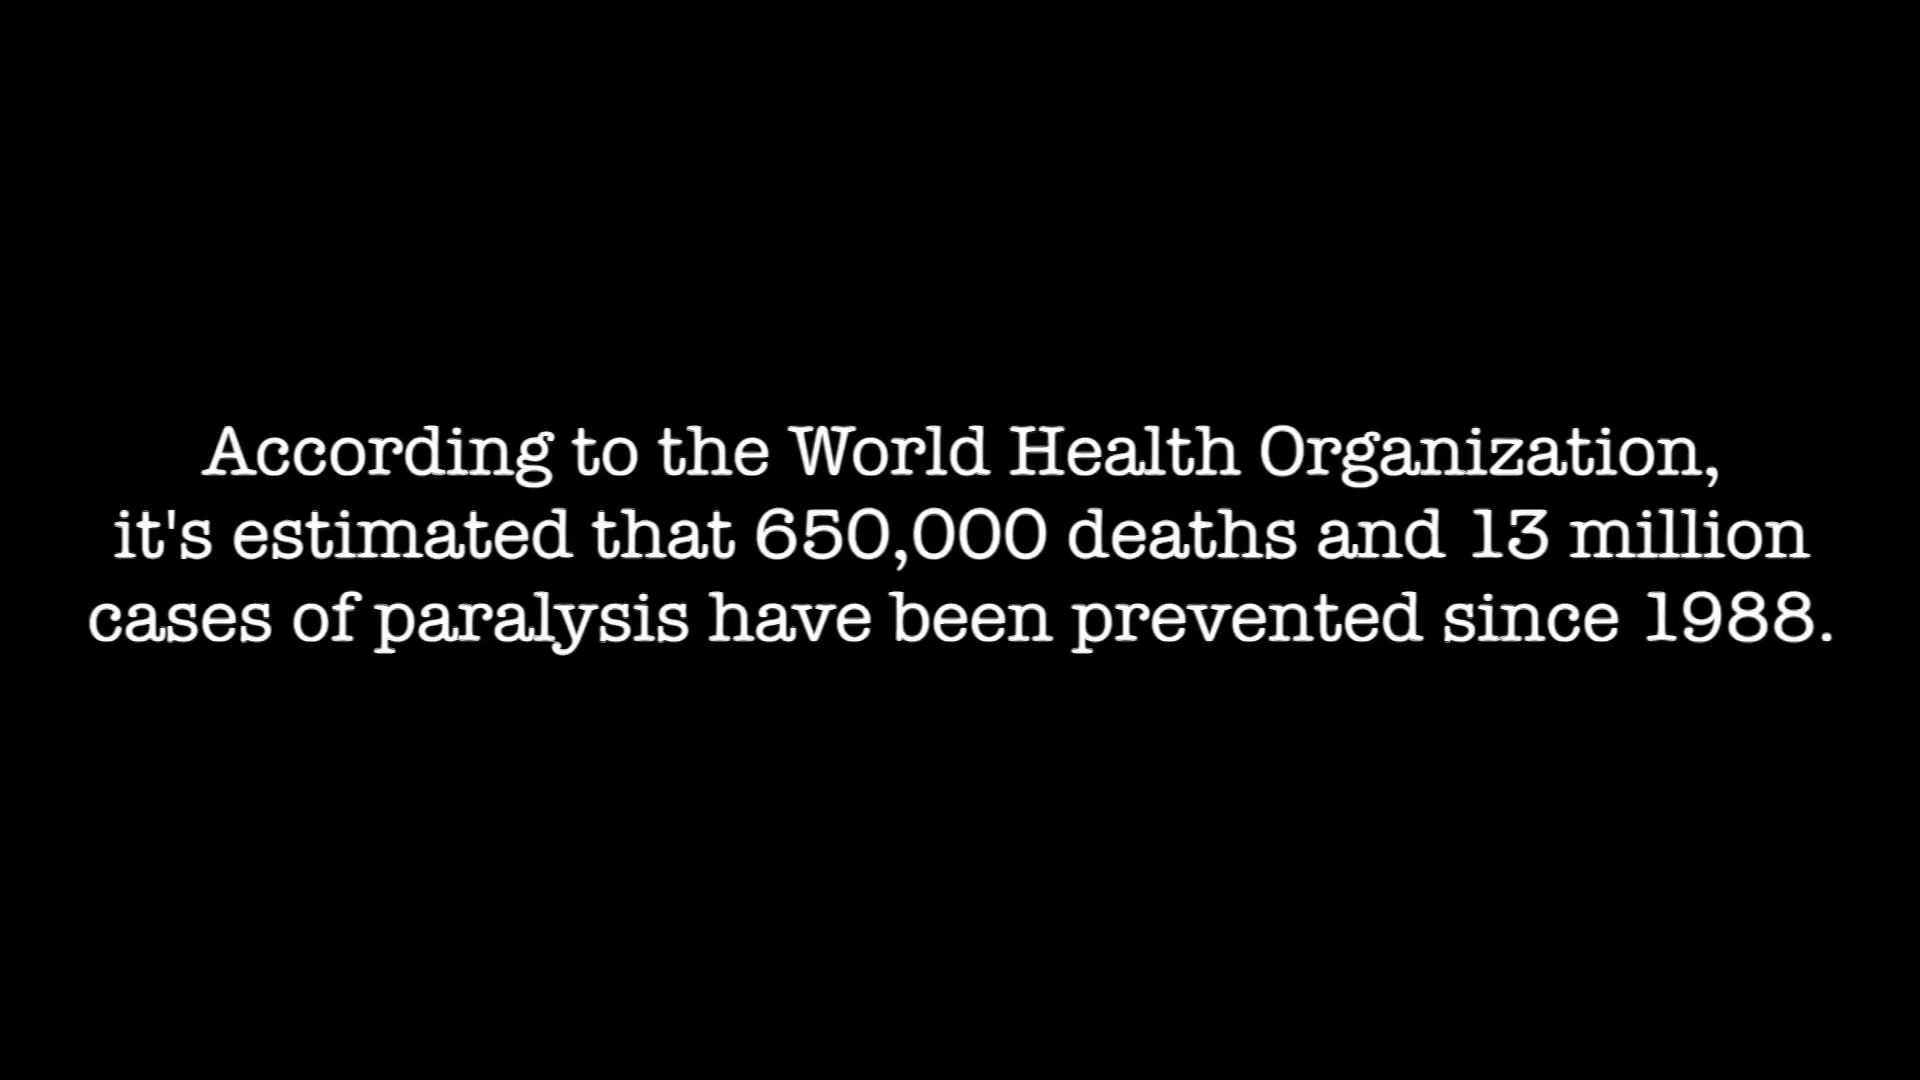 According to the World Health Organization,
it's estimated that 650,000 deaths and 13 million
cases of paralysis have been prevented since 1988.